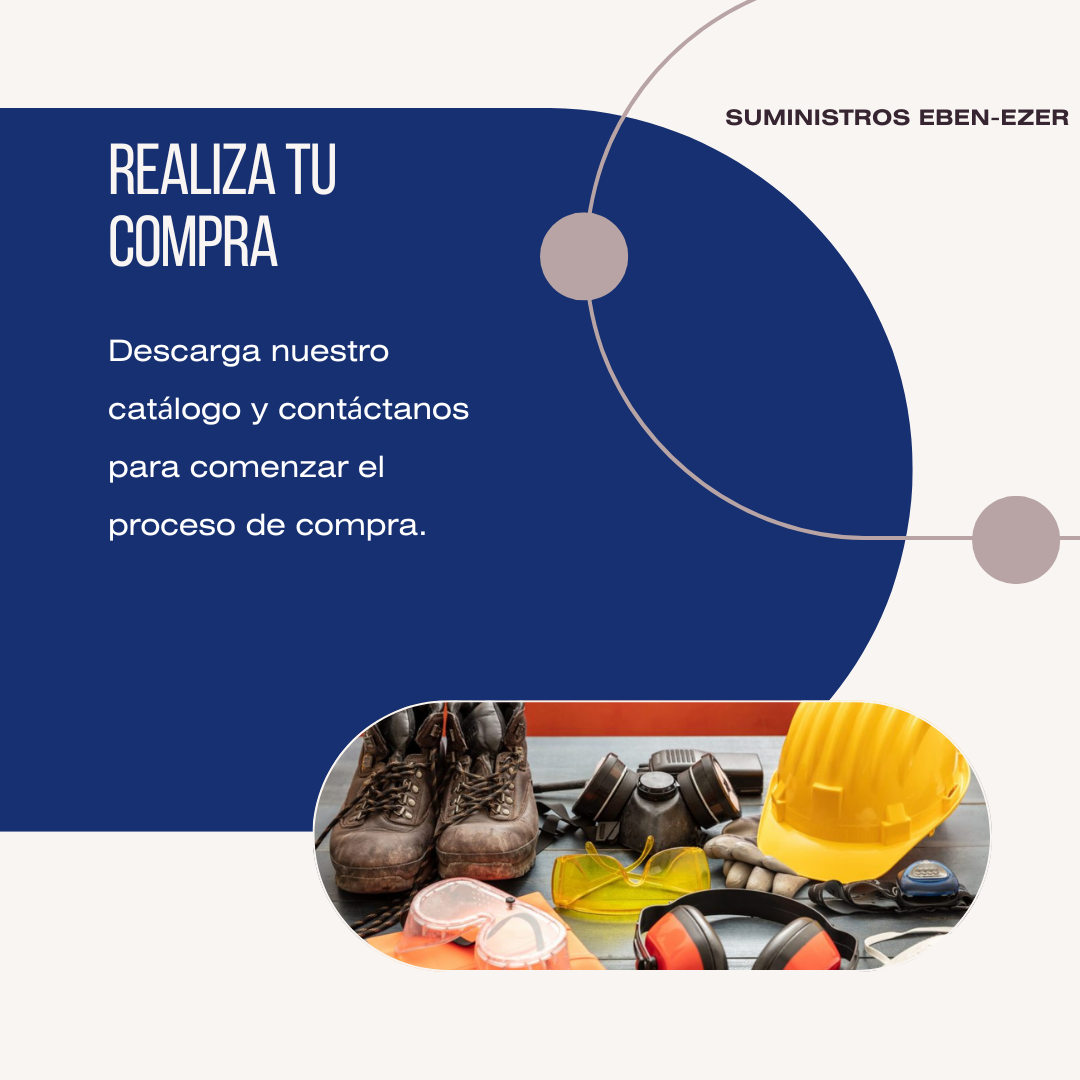 SUMINISTROS EBEN-EZER
REALIZA TU
COMPRA
Descarga nuestro
catálogo y contáctanos
para comenzar el
proceso de compra.